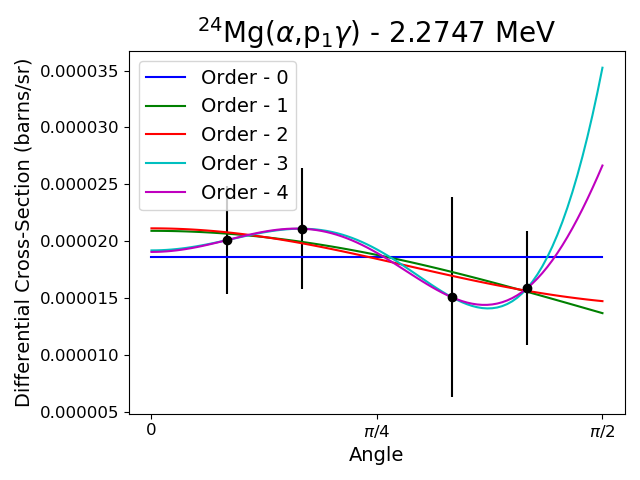 ²⁴Mg(α,p₁γ) - 2.2747 MeV
Differential Cross-Section (barns/sr)
0.000035
0.000030
0.000025
0.000020
0.000015
0.000010
0.000005
Order - 0
Order - 1
Order - 2
Order - 3
Order - 4
0
π/4
π/2
Angle